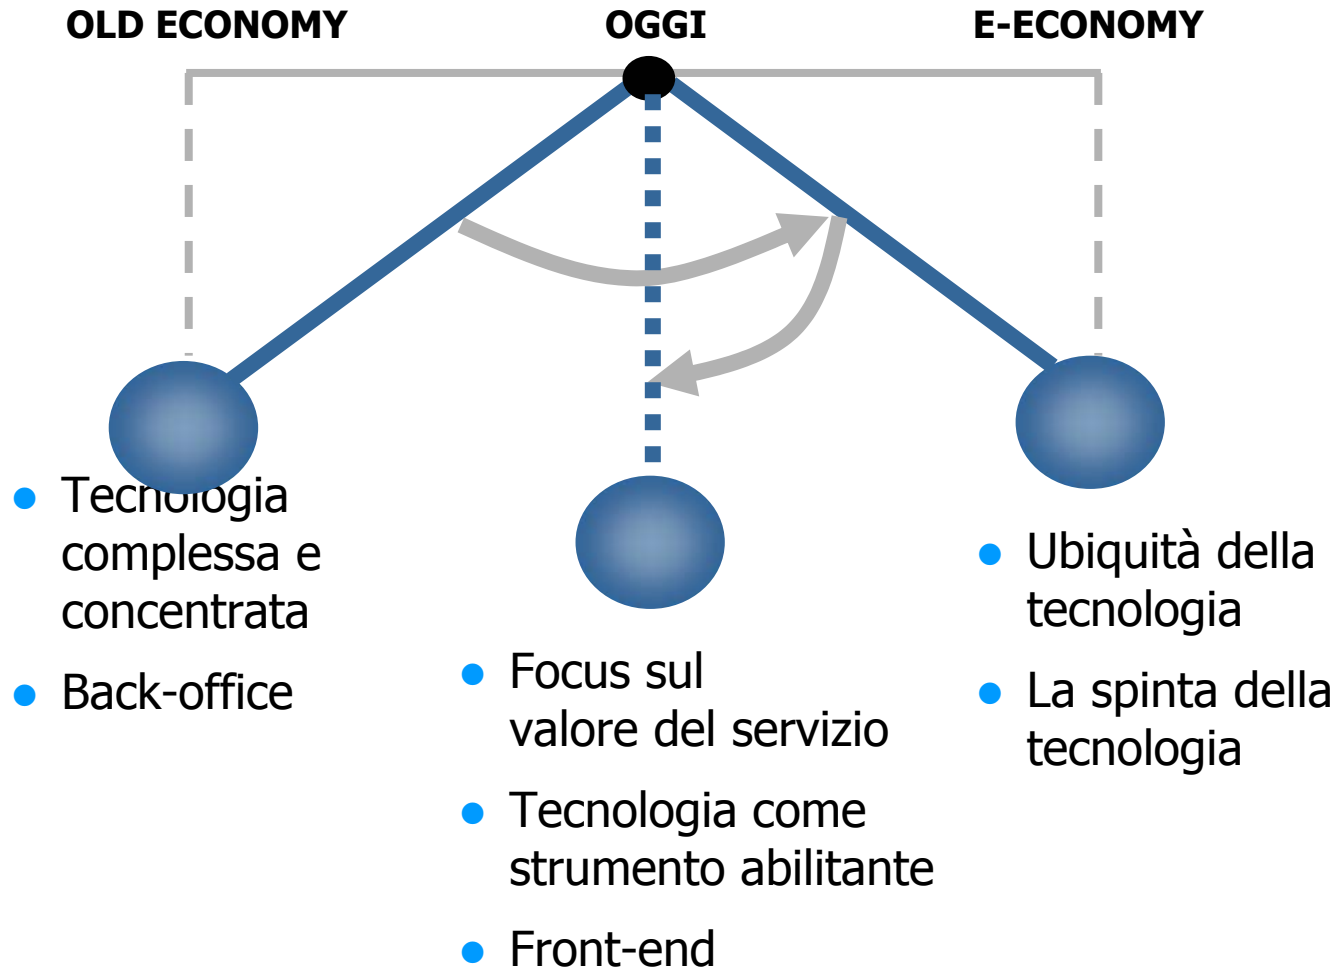 OLD ECONOMY
OGGI
E-ECONOMY
Tecnologia
complessa e
concentrata
Back-office
Focus sul
valore del servizio
Tecnologia come
strumento abilitante
Front-end
Ubiquità della
tecnologia
La spinta della
tecnologia